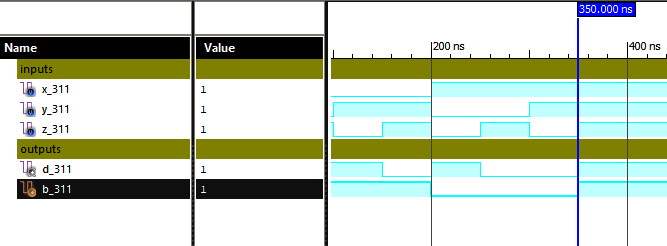 350.000 ns
Name Value
200 ns 400 ns
inputs
x_311 1
y_311 1
z_311 1
outputs
d_311 1
b_311 1